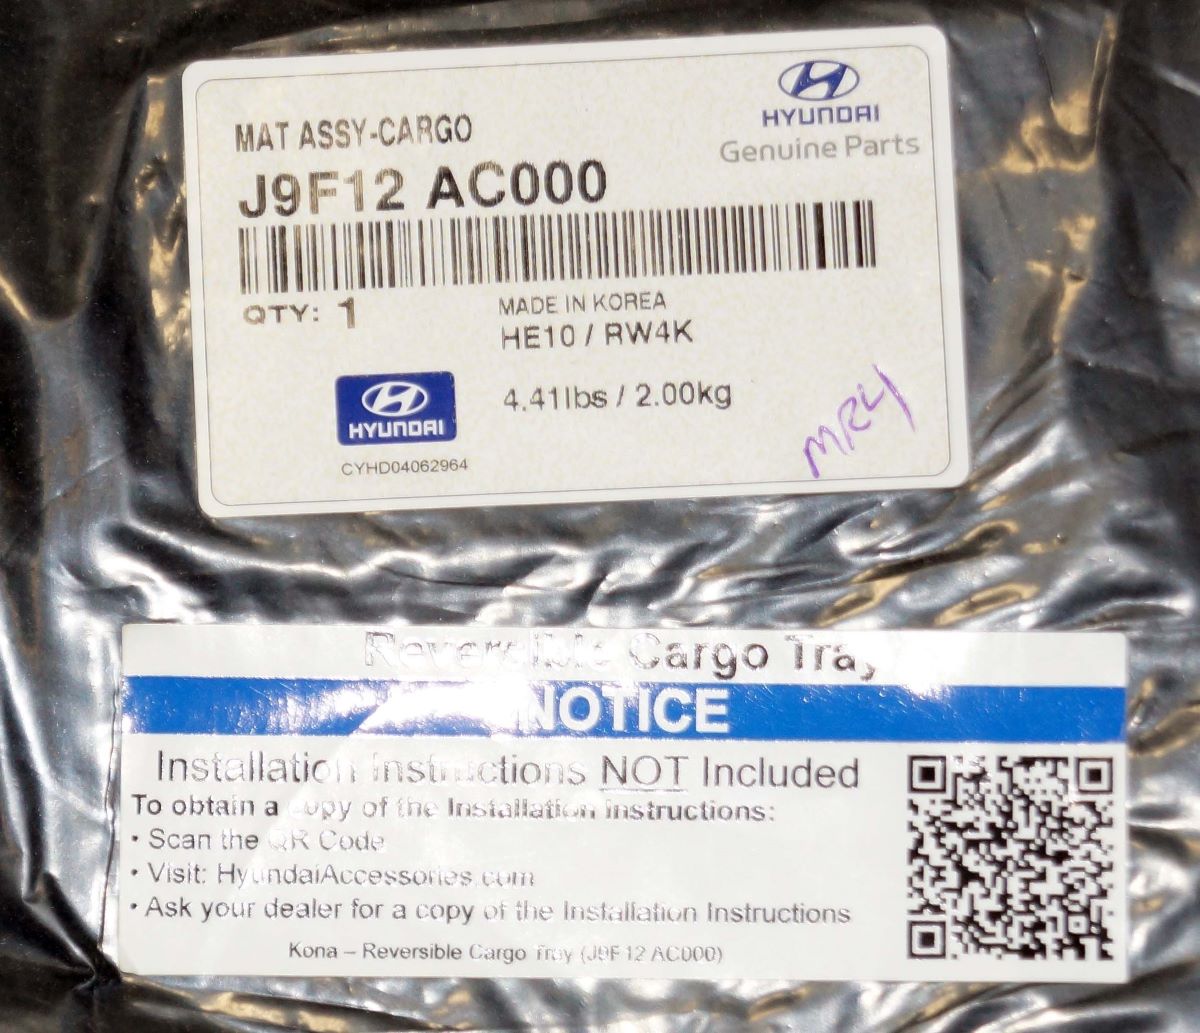 HYUNDAI
Genuine Parts
MAT ASSY-CARGO
J9F12 AC000
QTY: 1
MADE IN KOREA
HE10 / RW4K
4.41lbs / 2.00kg
HYUNDAI
CYHD04062964
MR4
Reversible Cargo Tray
NOTICE
Installation Instructions NOT Included
To obtain a copy of the Installation Instructions:
• Scan the QR Code
• Visit: HyundaiAccessories.com
• Ask your dealer for a copy of the Installation Instructions
Kona – Reversible Cargo Tray (J9F12 AC000)